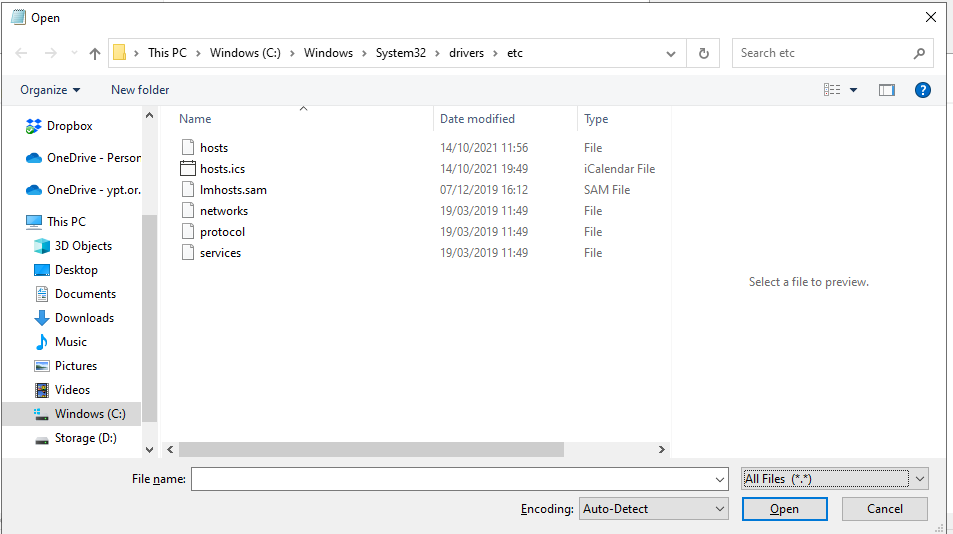 Open
This PC > Windows (C:) > Windows > System32 > drivers > etc
Search etc
Organize
New folder
Dropbox
OneDrive - Person
OneDrive - ypt.or.
This PC
3D Objects
Desktop
Documents
Downloads
Music
Pictures
Videos
Windows (C:)
Storage (D:)
Name Date modified Type
hosts 14/10/2021 11:56 File
hosts.ics 14/10/2021 19:49 iCalendar File
lmhosts.sam 07/12/2019 16:12 SAM File
networks 19/03/2019 11:49 File
protocol 19/03/2019 11:49 File
services 19/03/2019 11:49 File
Select a file to preview.
File name:
All Files (*.*)
Encoding: Auto-Detect
Open
Cancel